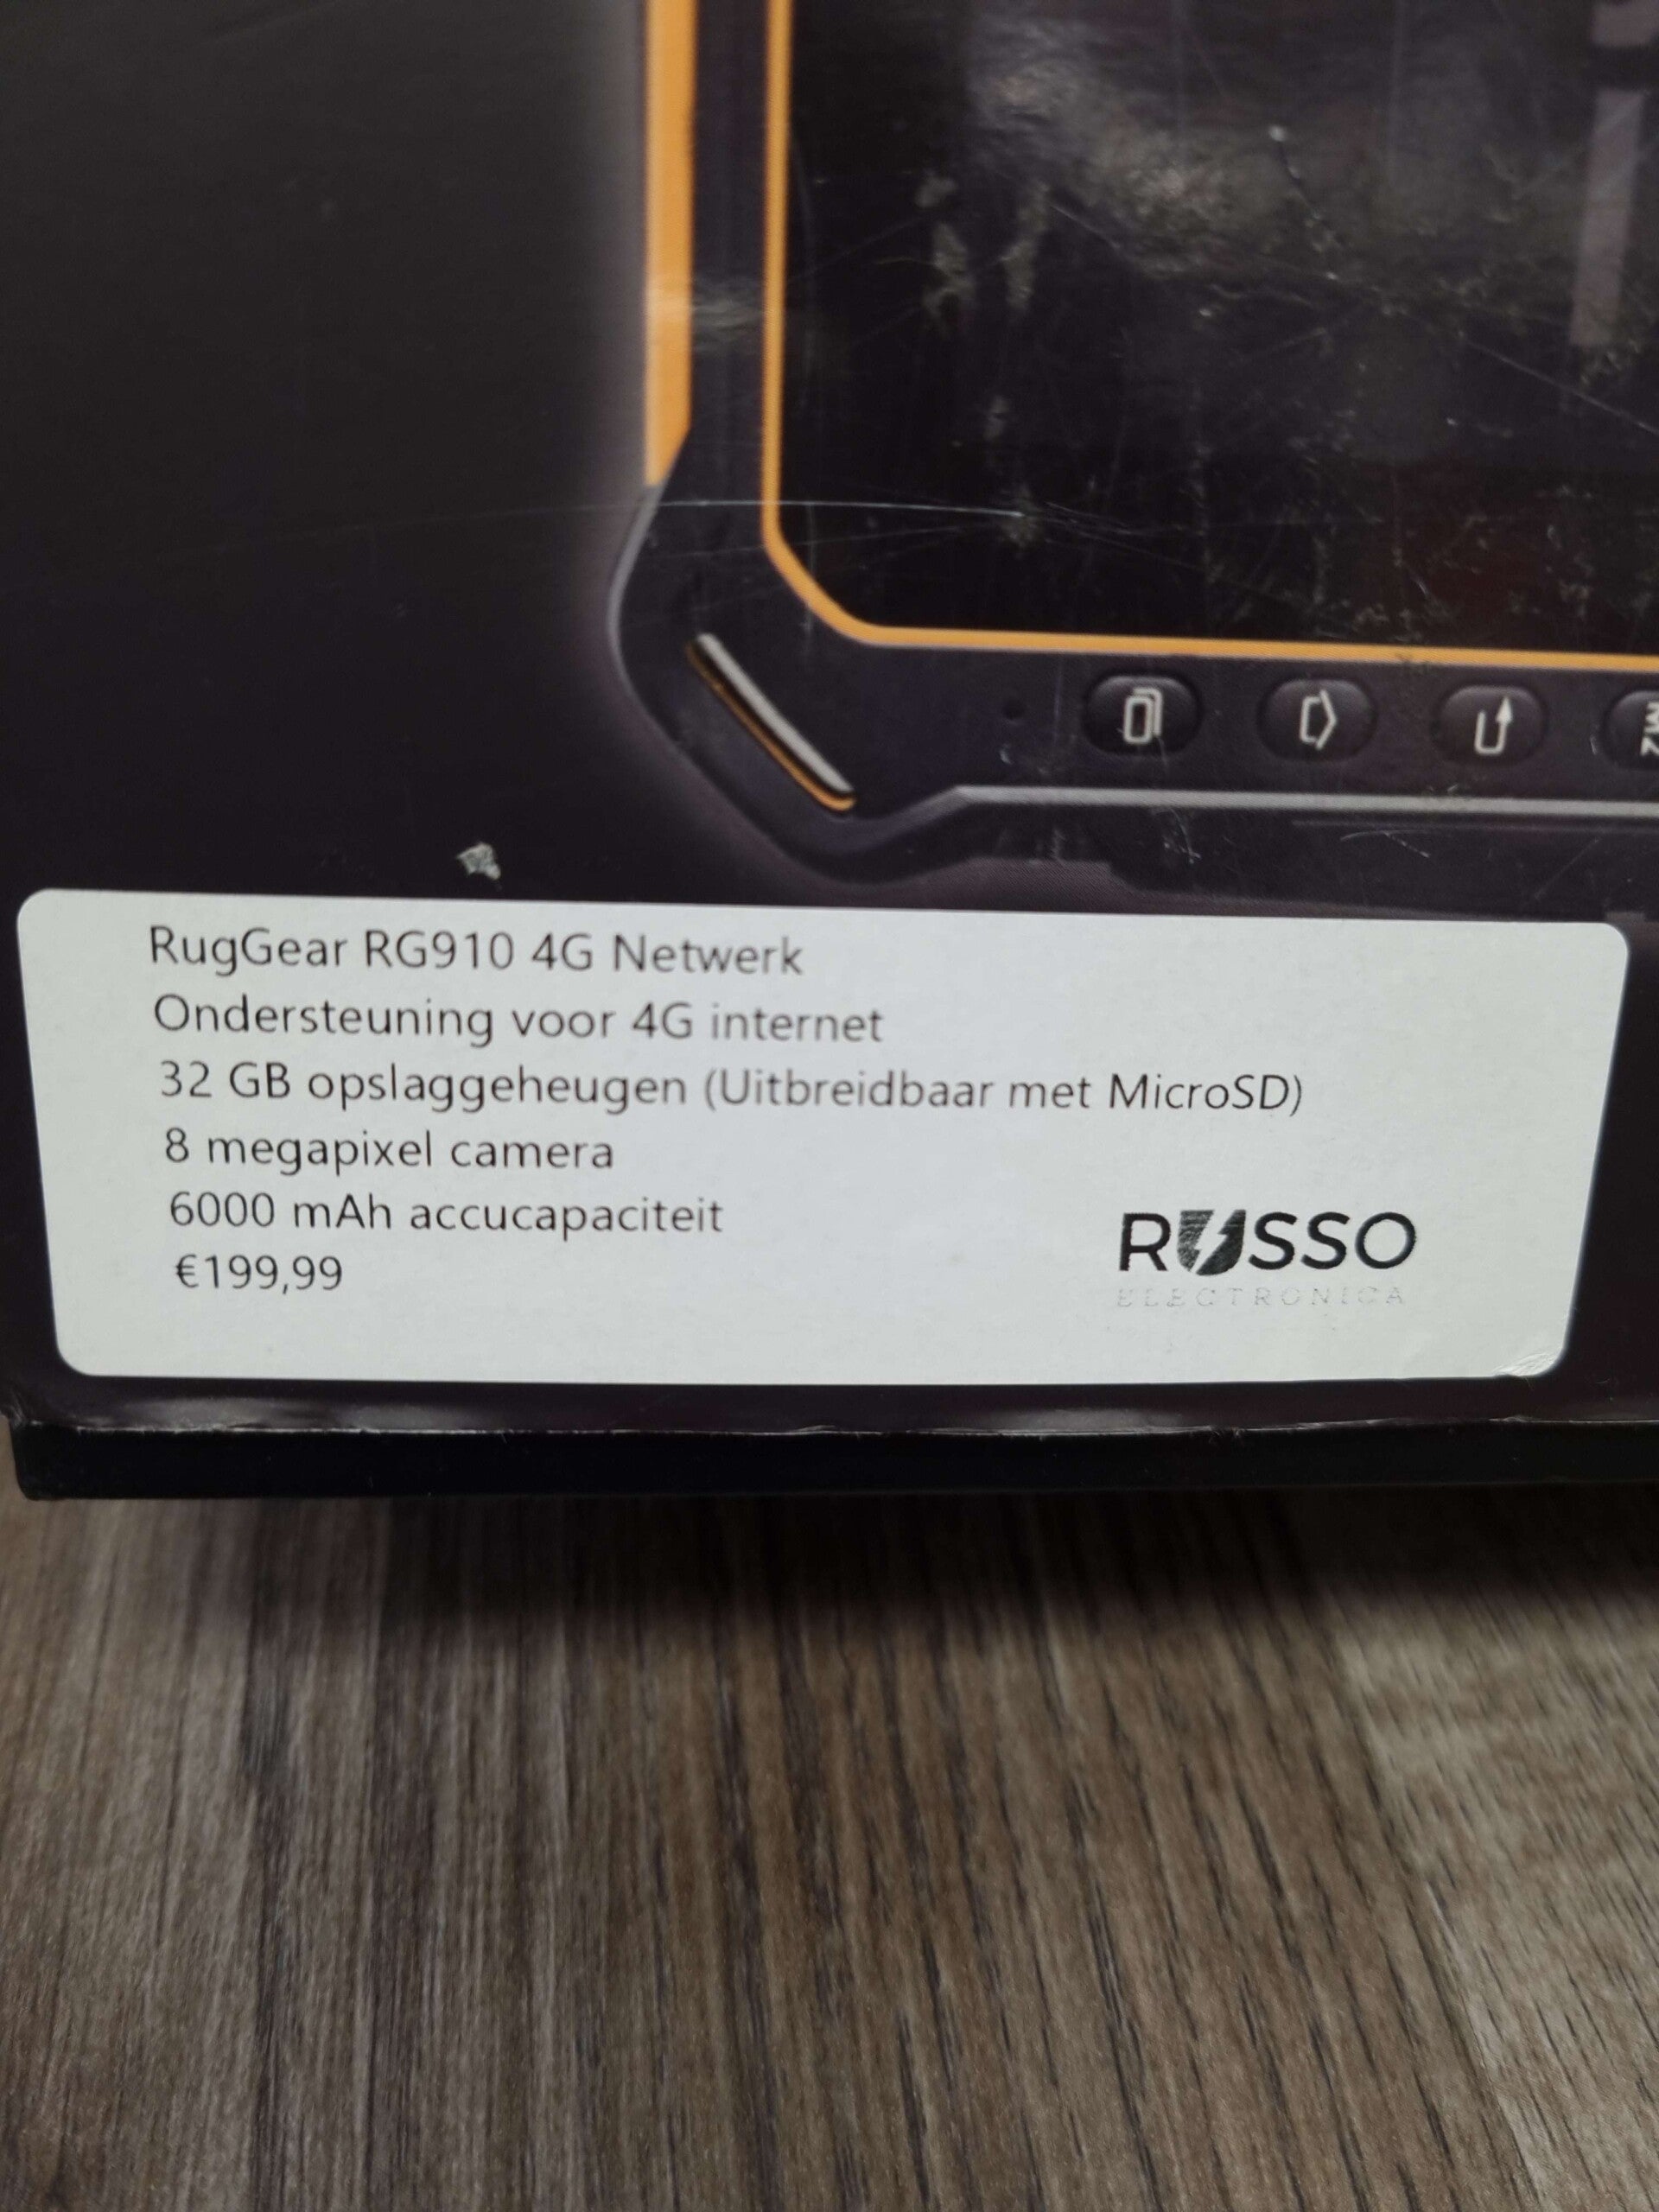 M2
RugGear RG910 4G Netwerk
Ondersteuning voor 4G internet
32 GB opslaggeheugen (Uitbreidbaar met MicroSD)
8 megapixel camera
6000 mAh accucapaciteit
€199,99
RUSSO
ELECTRONICA